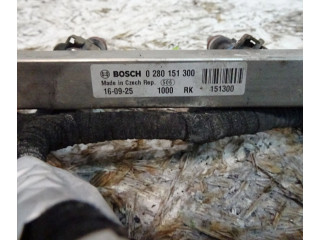 BOSCH 0 280 151 300
Made in Czech Rep.
16-09-25 1000 RK 151300